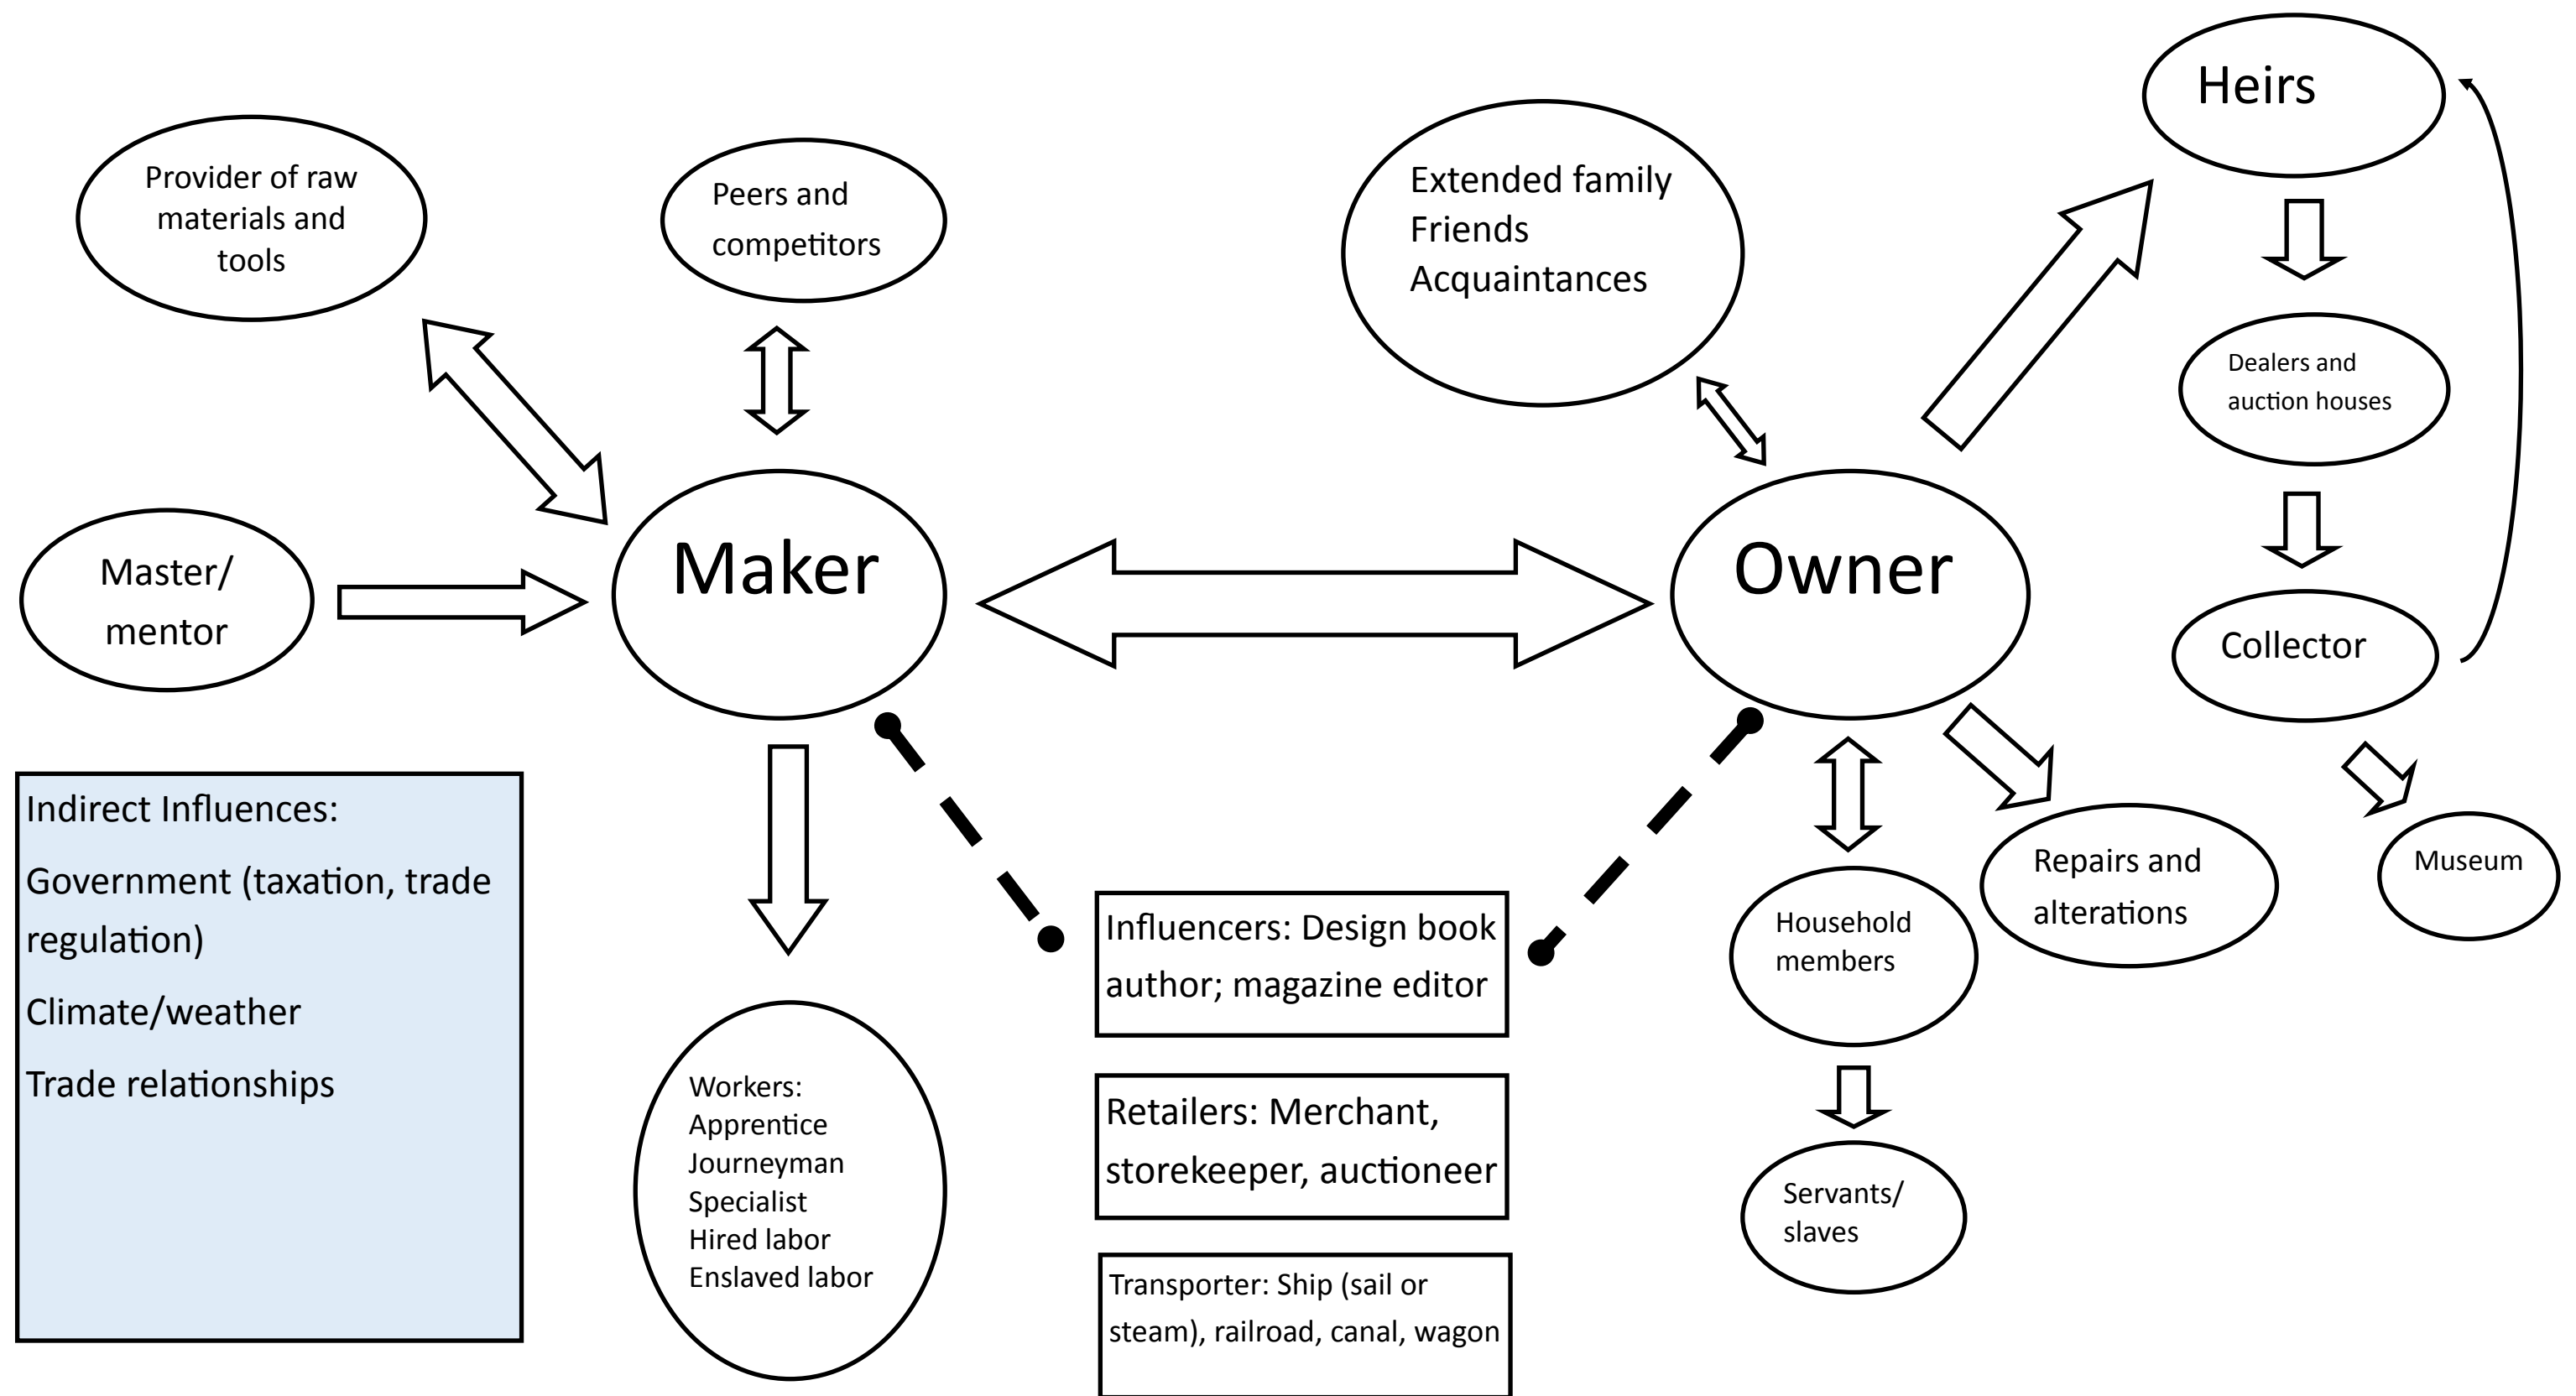 Heirs
Provider of raw
materials and
tools
Peers and
competitors
Extended family
Friends
Acquaintances
Dealers and
auction houses
Master/
mentor
Maker
Owner
Collector
Indirect Influences:
Government (taxation, trade
regulation)
Climate/weather
Trade relationships
Influencers: Design book
author; magazine editor
Household
members
Repairs and
alterations
Museum
Workers:
Apprentice
Journeyman
Specialist
Hired labor
Enslaved labor
Retailers: Merchant,
storekeeper, auctioneer
Servants/
slaves
Transporter: Ship (sail or
steam), railroad, canal, wagon